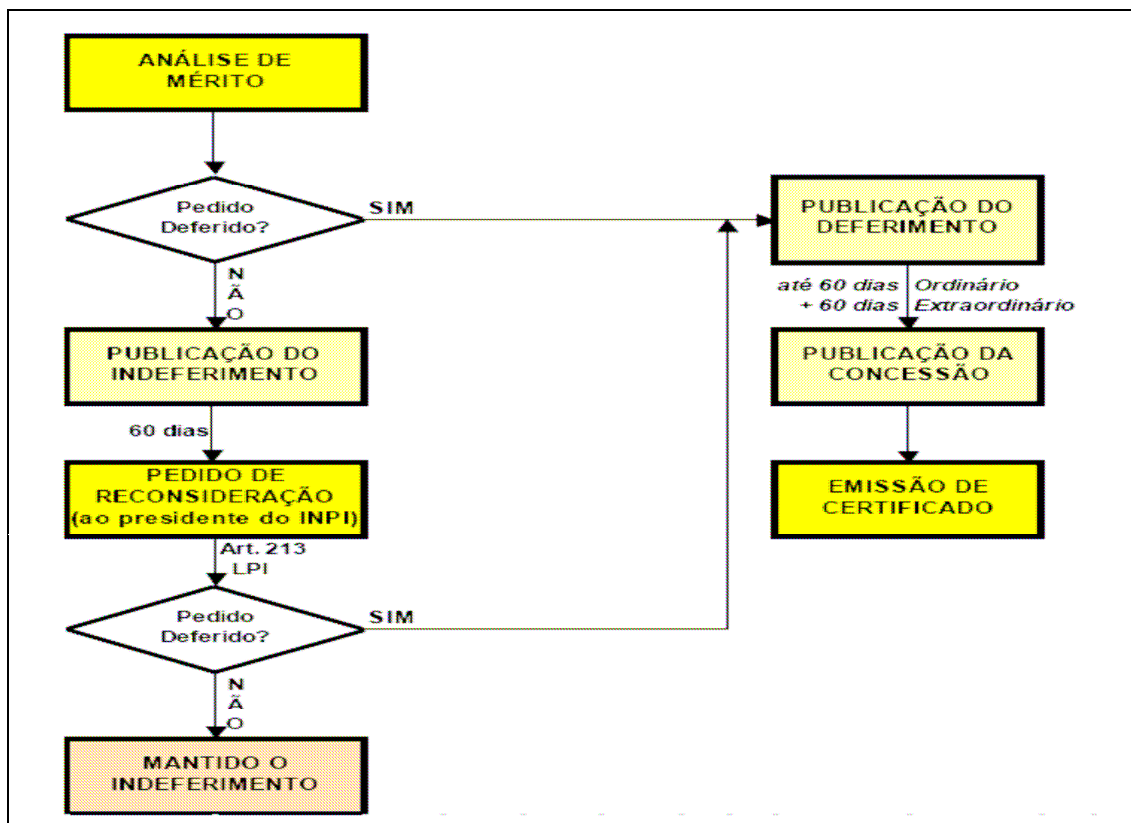 ANÁLISE DE
MÉRITO
Pedido
Deferido?
SIM
N
Ã
O
PUBLICAÇÃO DO
INDEFERIMENTO
60 dias
PEDIDO DE
RECONSIDERAÇÃO
(ao presidente do INPI)
Art. 213
LPI
Pedido
Deferido?
SIM
N
Ã
O
MANTIDO O
INDEFERIMENTO
PUBLICAÇÃO DO
DEFERIMENTO
até 60 dias Ordinário
+ 60 dias Extraordinário
PUBLICAÇÃO DA
CONCESSÃO
EMISSÃO DE
CERTIFICADO